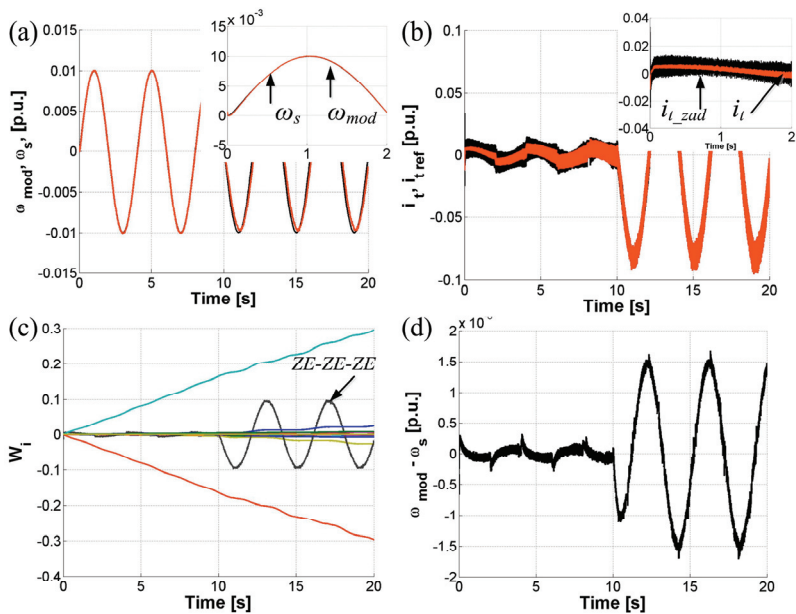 (a)
15 x 10⁻³
10
5
0
-5
0 1 2
ωs
ωmod
0.015
0.01
0.005
0
-0.005
-0.01
-0.015
0 5 10 15 20
ω mod, ωs, [p.u.]
Time [s]
(b)
0.04
0.02
0
-0.02
-0.04
0 1 2
Time [s]
it_zad
it
0.1
0.05
0
-0.05
-0.1
0 5 10 15 20
it, it ref [p.u.]
Time [s]
(c)
0.3
0.2
0.1
0
-0.1
-0.2
-0.3
-0.4
0 5 10 15 20
ZE-ZE-ZE
Wi
Time [s]
(d)
2
1.5
1
0.5
0
-0.5
-1
-1.5
-2
0 5 10 15 20
ω mod - ωs [p.u.]
Time [s]